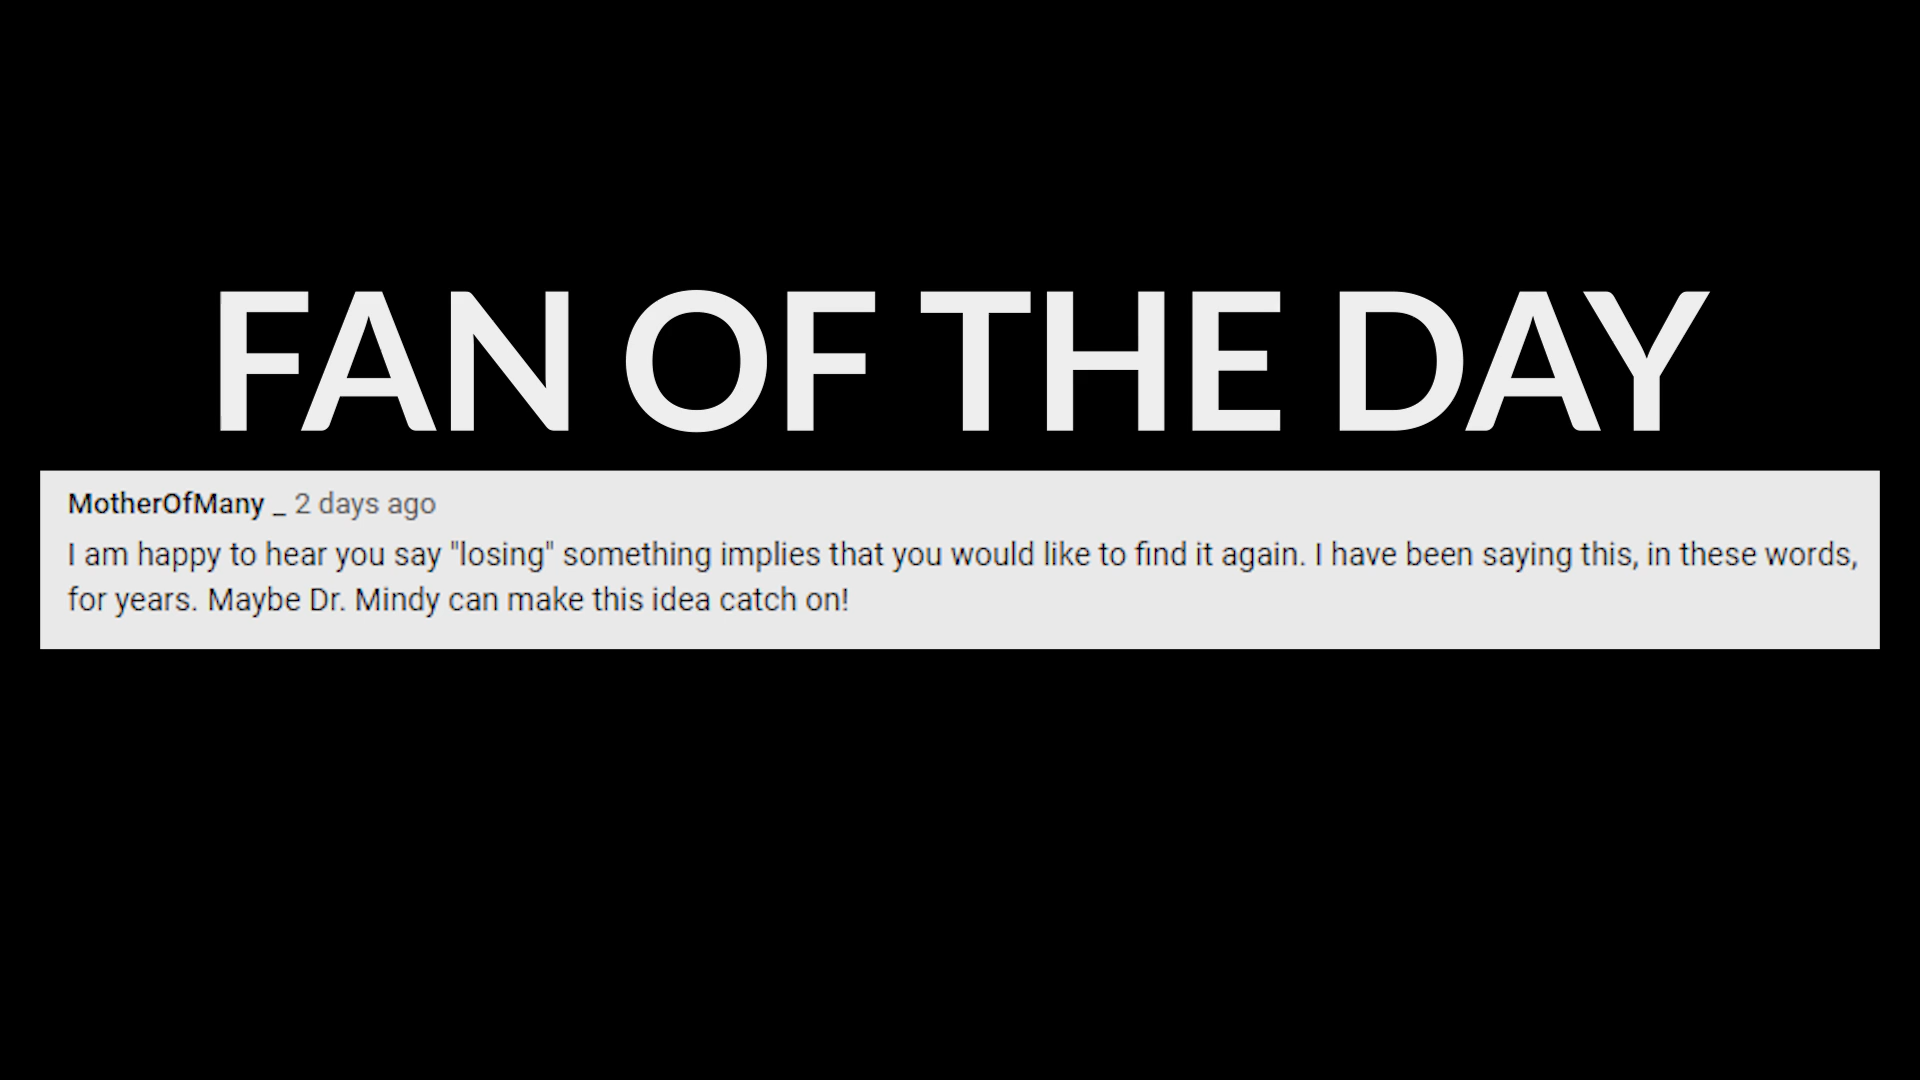 FAN OF THE DAY
MotherOfMany _ 2 days ago
I am happy to hear you say "losing" something implies that you would like to find it again. I have been saying this, in these words,
for years. Maybe Dr. Mindy can make this idea catch on!